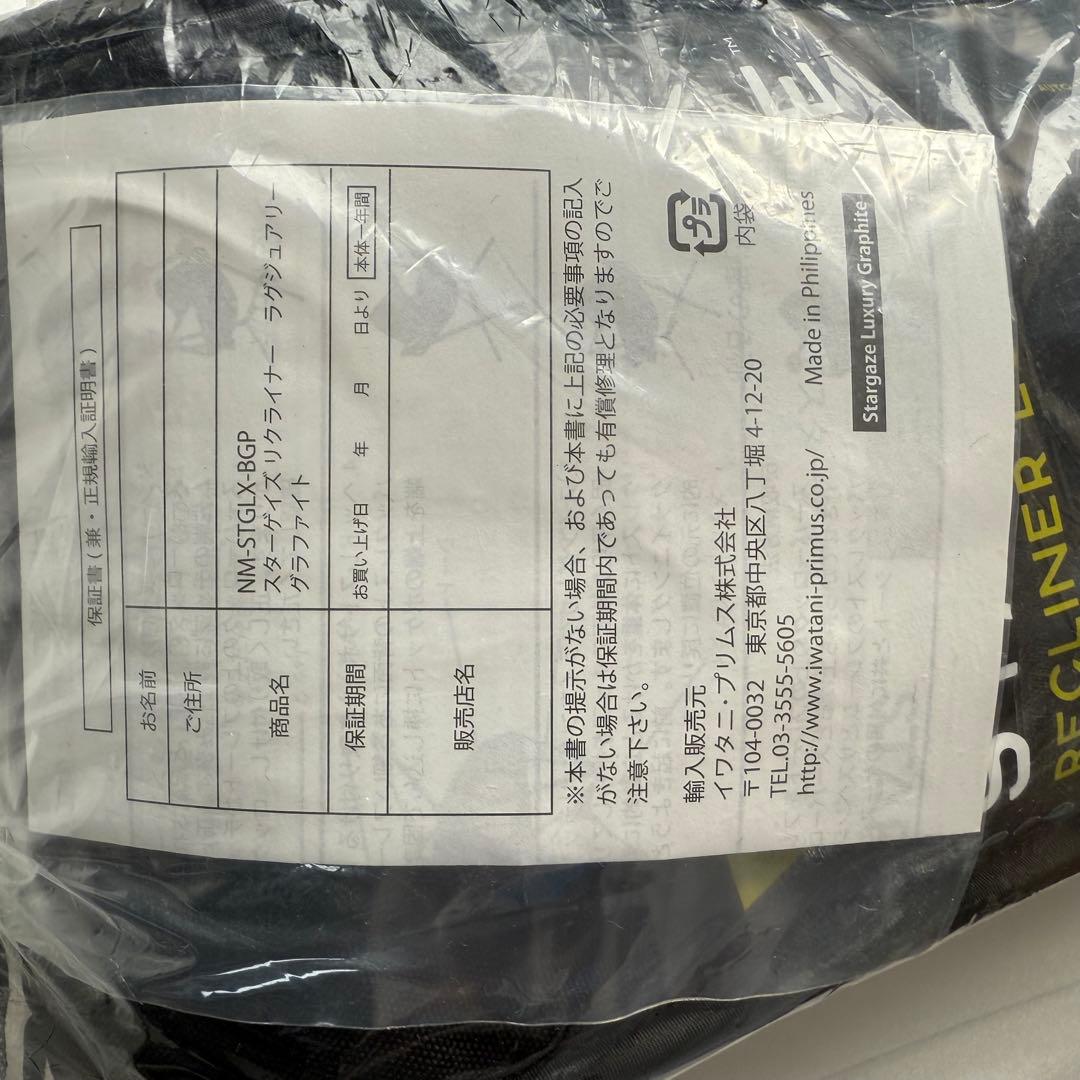 保証書(兼・正規輸入証明書)
お名前
ご住所
商品名
NM-STGLX-BGP
スターゲイズ リクライナー ラグジュアリー
グラファイト
保証期間
お買い上げ日 年 月 日より 本体一年間
販売店名
※本書の提示がない場合、および本書に上記の必要事項の記入
がない場合は保証期間内であっても有償修理となりますのでご
注意下さい。
輸入販売元
イワタニ・プリムス株式会社
〒104-0032 東京都中央区八丁堀 4-12-20
TEL.03-3555-5605
http://www.iwatani-primus.co.jp/
プラ
内袋
Made in Philippines
Stargaze Luxury Graphite
RECLINER L